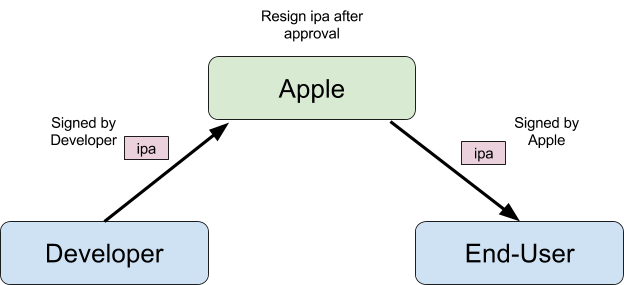 Resign ipa after
approval
Apple
Signed by
Developer
ipa
Signed by
Apple
ipa
Developer
End-User